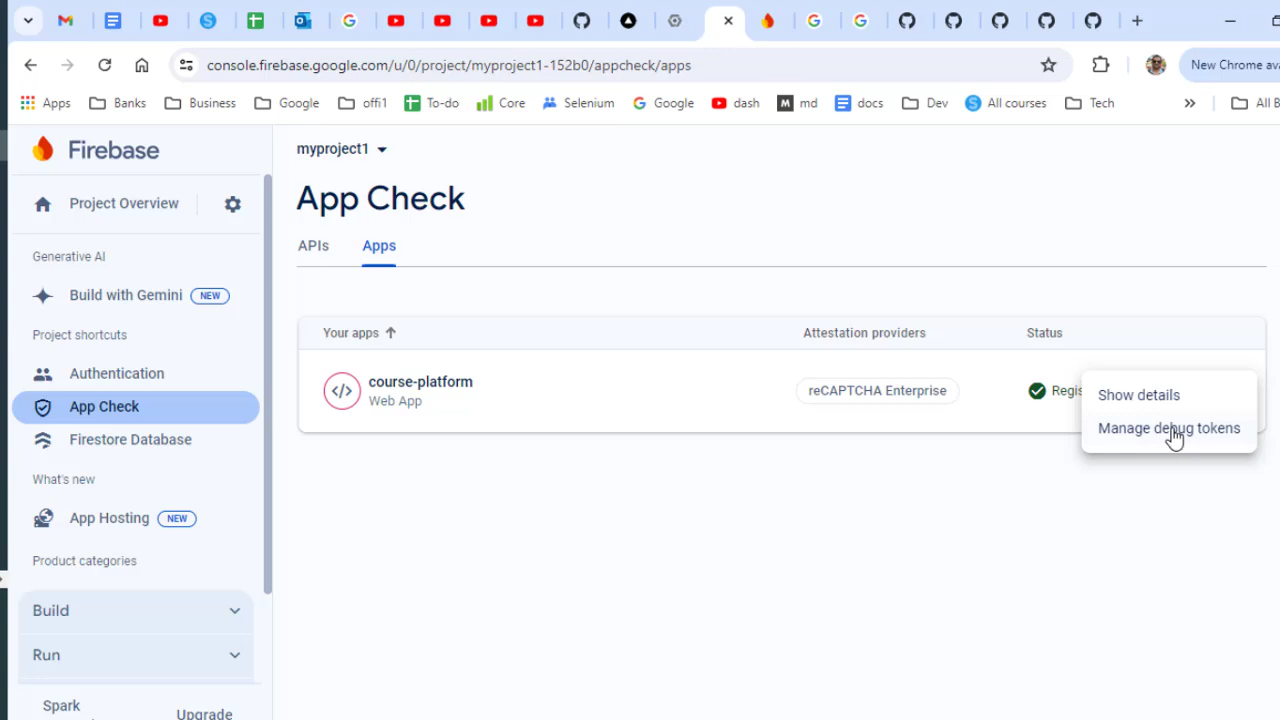 console.firebase.google.com/u/0/project/myproject1-152b0/appcheck/apps
New Chrome ava
Apps
Banks
Business
Google
offi1
To-do
Core
Selenium
Google
dash
md
docs
Dev
All courses
Tech
»
All B
Firebase
Project Overview
Generative AI
Build with Gemini NEW
Project shortcuts
Authentication
App Check
Firestore Database
What's new
App Hosting NEW
Product categories
Build
Run
Spark
Upgrade
myproject1
App Check
APIs
Apps
Your apps
Attestation providers
Status
course-platform
Web App
reCAPTCHA Enterprise
Regis
Show details
Manage debug tokens